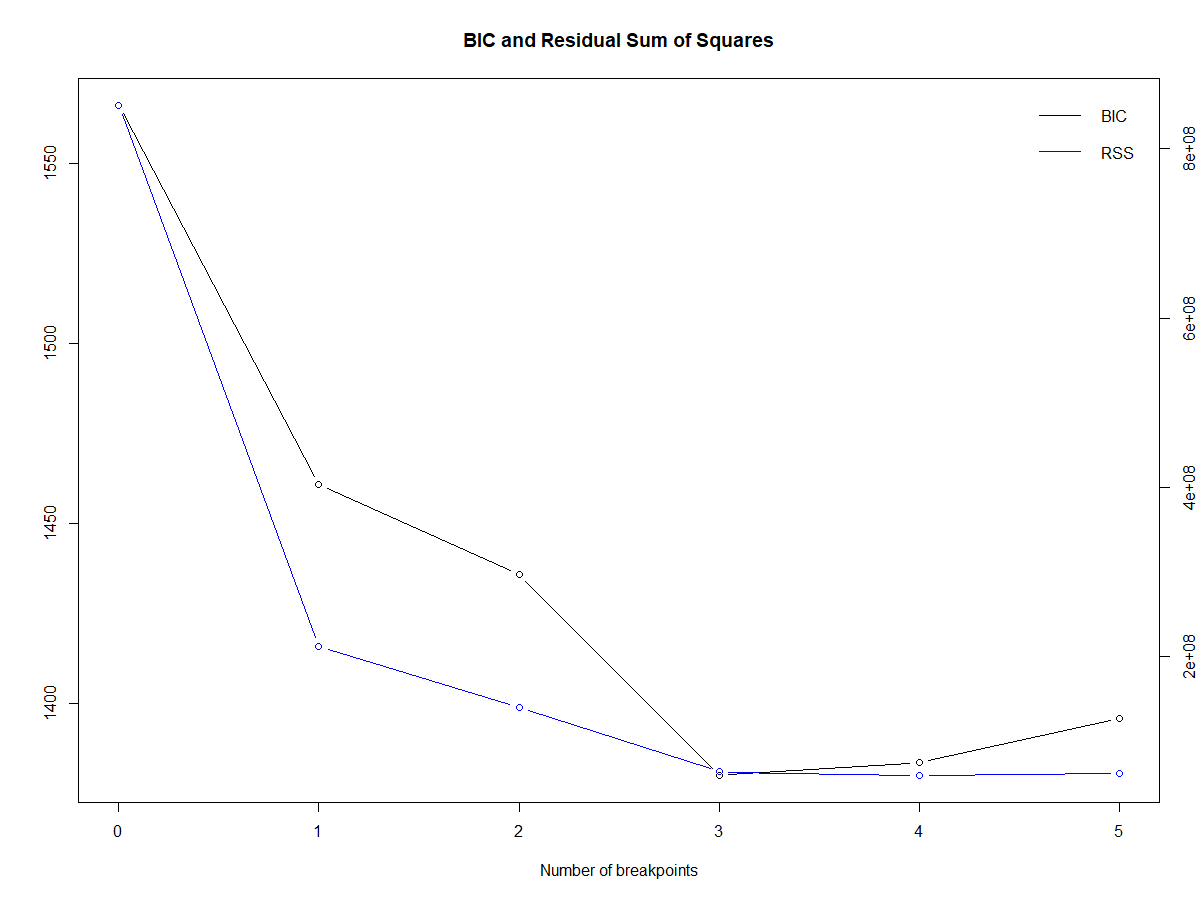 BIC and Residual Sum of Squares
BIC
RSS
1550
1500
1450
1400
8e+08
6e+08
4e+08
2e+08
0 1 2 3 4 5
Number of breakpoints